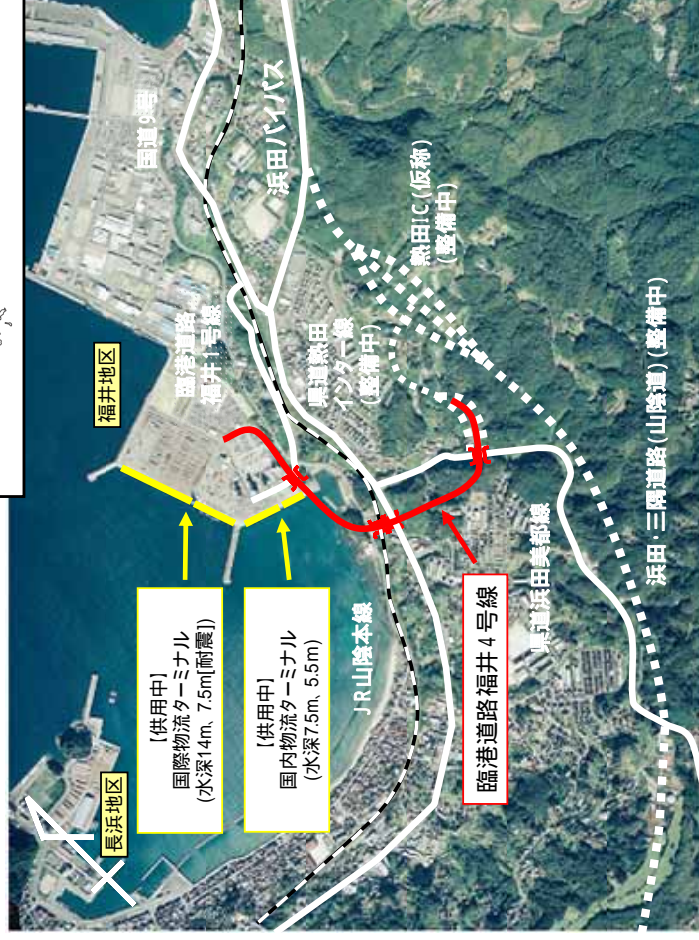 国道9号
浜田バイパス
福井地区
臨港道路
福井1号線
県道熱田
インター線
(整備中)
熱田IC(仮称)
(整備中)
【供用中】
国際物流ターミナル
(水深14m、7.5m[耐震])
【供用中】
国内物流ターミナル
(水深7.5m、5.5m)
JR山陰本線
臨港道路福井4号線
県道浜田美都線
浜田・三隅道路(山陰道)(整備中)
長浜地区